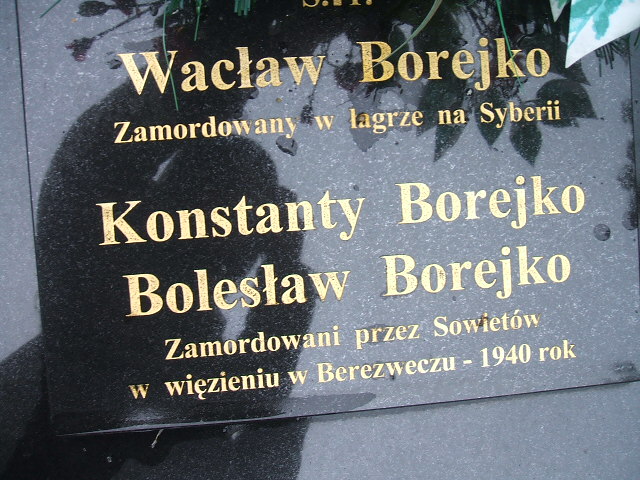 Ś.P.
Wacław Borejko
Zamordowany w łagrze na Syberii
Konstanty Borejko
Bolesław Borejko
Zamordowani przez Sowietów
w więzieniu w Berezweczu - 1940 rok